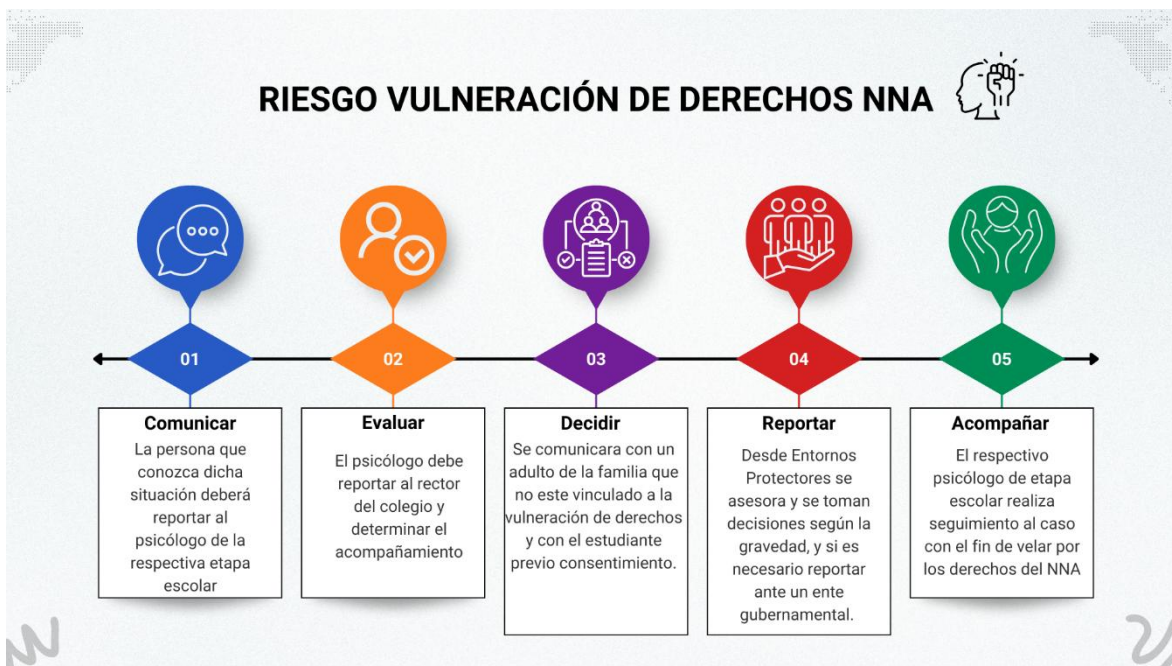 RIESGO VULNERACIÓN DE DERECHOS NNA
01
Comunicar
La persona que
conozca dicha
situación deberá
reportar al
psicólogo de la
respectiva etapa
escolar
02
Evaluar
El psicólogo debe
reportar al rector
del colegio y
determinar el
acompañamiento
03
Decidir
Se comunicara con un
adulto de la familia que
no este vinculado a la
vulneración de derechos
y con el estudiante
previo consentimiento.
04
Reportar
Desde Entornos
Protectores se
asesora y se toman
decisiones según la
gravedad, y si es
necesario reportar
ante un ente
gubernamental.
05
Acompañar
El respectivo
psicólogo de etapa
escolar realiza
seguimiento al caso
con el fin de velar por
los derechos del NNA